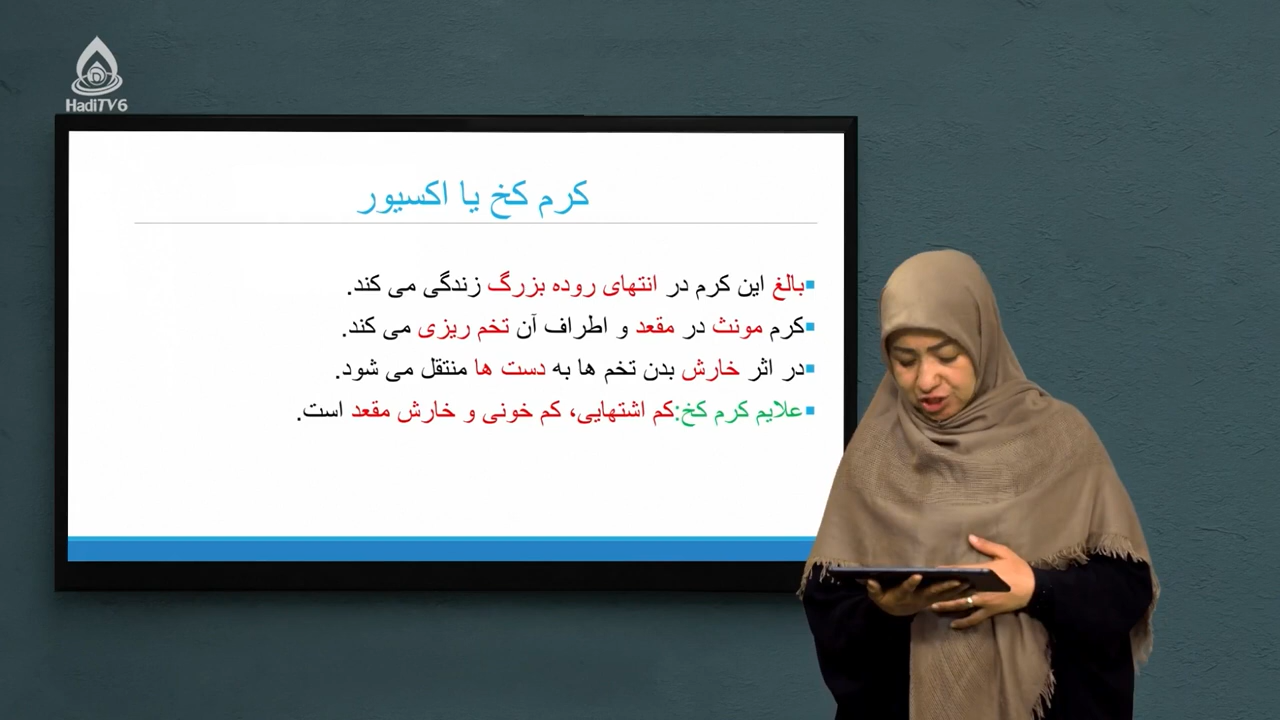 HadiTV6
کرم کخ یا اکسیور
▪بالغ این کرم در انتهای روده بزرگ زندگی می کند.
▪کرم مونث در مقعد و اطراف آن تخم ریزی می کند.
▪در اثر خارش بدن تخم ها به دست ها منتقل می شود.
▪علایم کرم کخ:کم اشتهایی، کم خونی و خارش مقعد است.